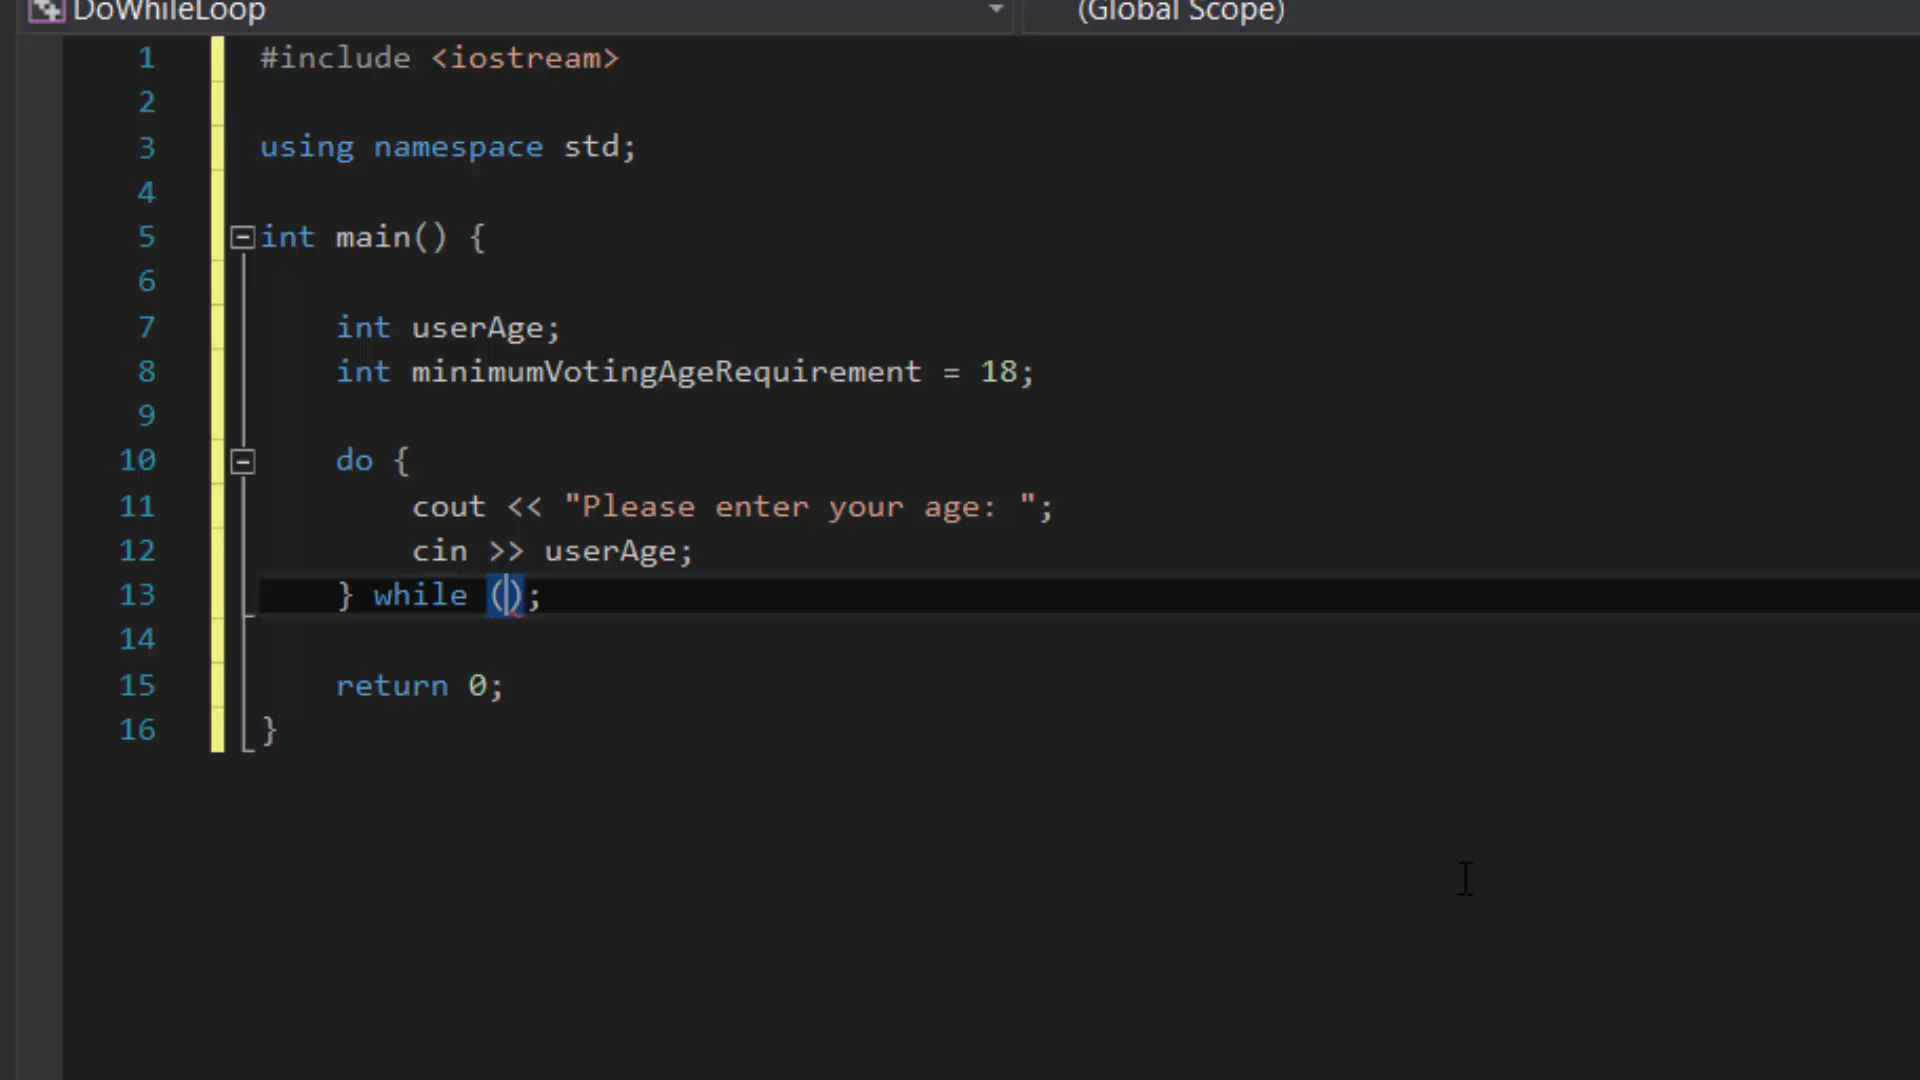 DoWhileLoop (Global Scope)
1 #include <iostream>
2
3 using namespace std;
4
5 int main() {
6
7 int userAge;
8 int minimumVotingAgeRequirement = 18;
9
10 do {
11 cout << "Please enter your age: ";
12 cin >> userAge;
13 } while ();
14
15 return 0;
16 }